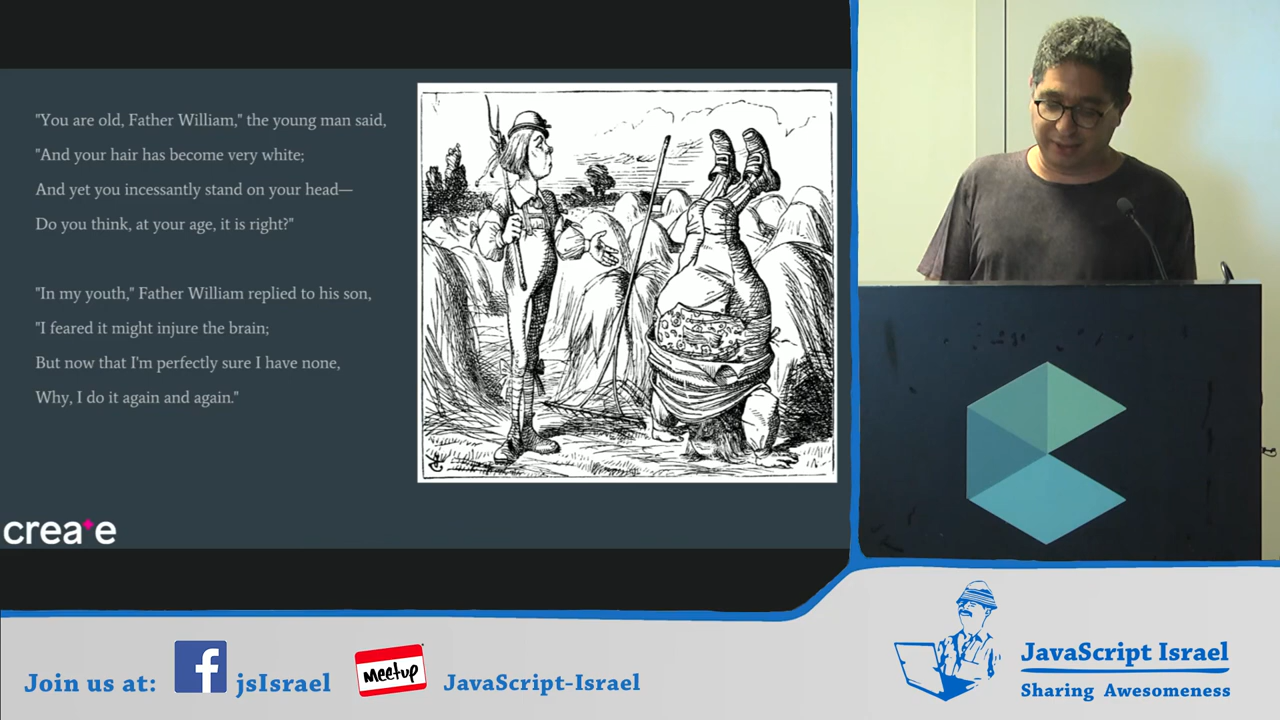 "You are old, Father William," the young man said,
"And your hair has become very white;
And yet you incessantly stand on your head—
Do you think, at your age, it is right?"
"In my youth," Father William replied to his son,
"I feared it might injure the brain;
But now that I'm perfectly sure I have none,
Why, I do it again and again."
create
Join us at:
jsIsrael
meetup
JavaScript-Israel
JavaScript Israel
Sharing Awesomeness